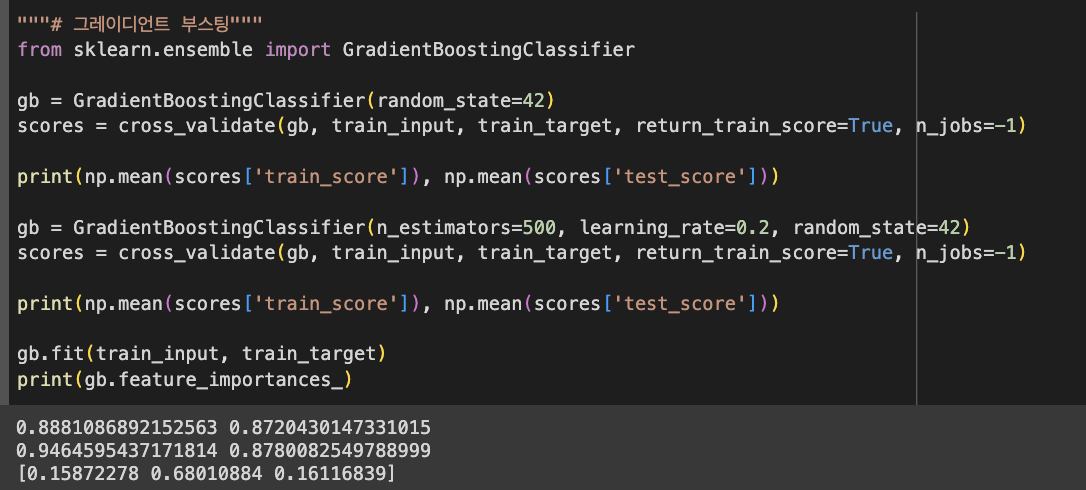 """# 그레이디언트 부스팅"""
from sklearn.ensemble import GradientBoostingClassifier
gb = GradientBoostingClassifier(random_state=42)
scores = cross_validate(gb, train_input, train_target, return_train_score=True, n_jobs=-1)
print(np.mean(scores['train_score']), np.mean(scores['test_score']))
gb = GradientBoostingClassifier(n_estimators=500, learning_rate=0.2, random_state=42)
scores = cross_validate(gb, train_input, train_target, return_train_score=True, n_jobs=-1)
print(np.mean(scores['train_score']), np.mean(scores['test_score']))
gb.fit(train_input, train_target)
print(gb.feature_importances_)
0.8881086892152563 0.8720430147331015
0.9464595437171814 0.8780082549788999
[0.15872278 0.68010884 0.16116839]